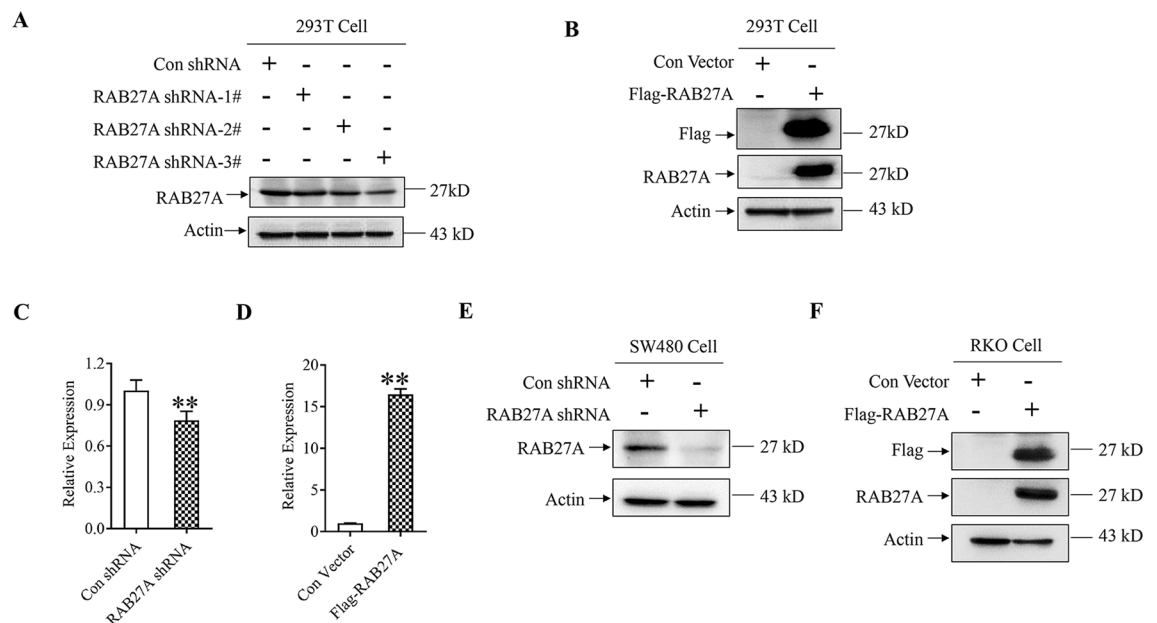 A
293T Cell
Con shRNA + - - -
RAB27A shRNA-1# - + - -
RAB27A shRNA-2# - - + -
RAB27A shRNA-3# - - - +
RAB27A 27kD
Actin 43 kD
B
293T Cell
Con Vector + -
Flag-RAB27A - +
Flag 27kD
RAB27A 27kD
Actin 43 kD
C
Relative Expression
1.2
0.9
0.6
0.3
0.0
**
Con shRNA
RAB27A shRNA
D
Relative Expression
20
15
10
5
0
**
Con Vector
Flag-RAB27A
E
SW480 Cell
Con shRNA + -
RAB27A shRNA - +
RAB27A 27 kD
Actin 43 kD
F
RKO Cell
Con Vector + -
Flag-RAB27A - +
Flag 27 kD
RAB27A 27 kD
Actin 43 kD